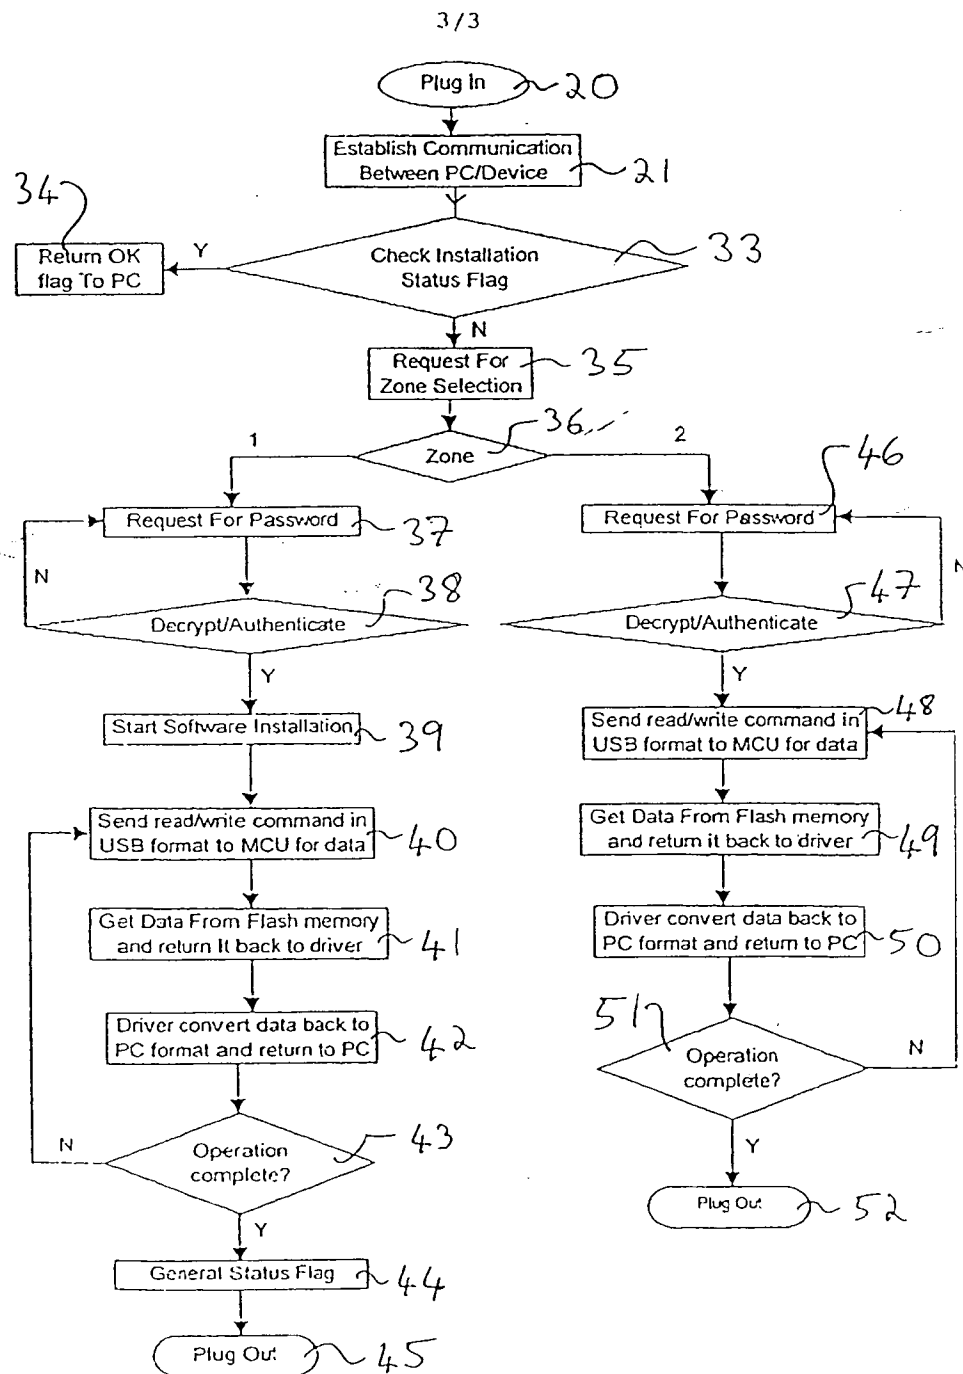 3/3
Plug In
20
Establish Communication
Between PC/Device
21
34
Return OK
flag To PC
Y
Check Installation
Status Flag
33
N
Request For
Zone Selection
35
1
Zone
36
2
46
Request For Password
37
Request For Password
N
N
Decrypt/Authenticate
38
Decrypt/Authenticate
47
Y
Y
Start Software Installation
39
Send read/write command in
USB format to MCU for data
48
Send read/write command in
USB format to MCU for data
40
Get Data From Flash memory
and return it back to driver
49
Get Data From Flash memory
and return It back to driver
41
Driver convert data back to
PC format and return to PC
50
Driver convert data back to
PC format and return to PC
42
51
Operation
complete?
N
N
Operation
complete?
43
Y
Plug Out
52
Y
General Status Flag
44
Plug Out
45